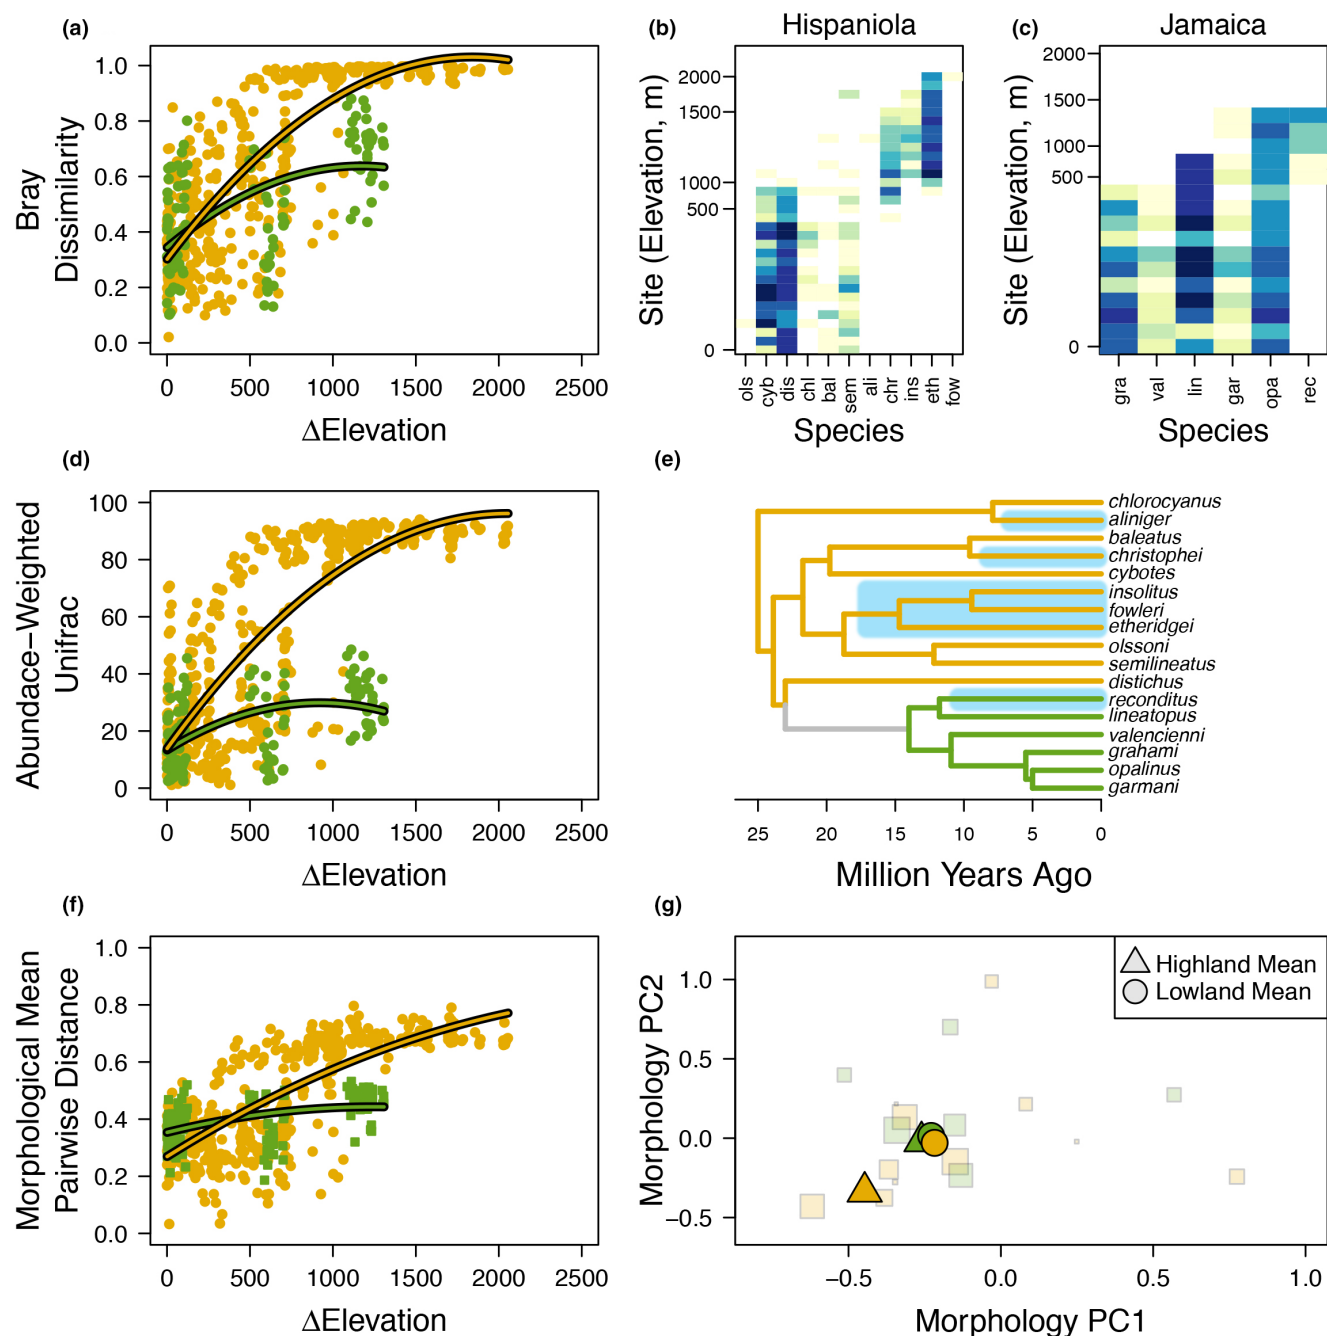 (a)
Bray
Dissimilarity
1.0
0.8
0.6
0.4
0.2
0.0
0 500 1000 1500 2000 2500
ΔElevation
(b)
Hispaniola
Site (Elevation, m)
2000
1500
1000
500
0
ols cyb dis chl bal sem ali chr ins eth fow
Species
(c)
Jamaica
Site (Elevation, m)
2000
1500
1000
500
0
gra val lin gar opa rec
Species
(d)
Abundace−Weighted
Unifrac
100
80
60
40
20
0
0 500 1000 1500 2000 2500
ΔElevation
(e)
chlorocyanus
aliniger
baleatus
christophei
cybotes
insolitus
fowleri
etheridgei
olssoni
semilineatus
distichus
reconditus
lineatopus
valencienni
grahami
opalinus
garmani
25 20 15 10 5 0
Million Years Ago
(f)
Morphological Mean
Pairwise Distance
1.0
0.8
0.6
0.4
0.2
0.0
0 500 1000 1500 2000 2500
ΔElevation
(g)
Morphology PC2
1.0
0.5
0.0
−0.5
Highland Mean
Lowland Mean
−0.5 0.0 0.5 1.0
Morphology PC1